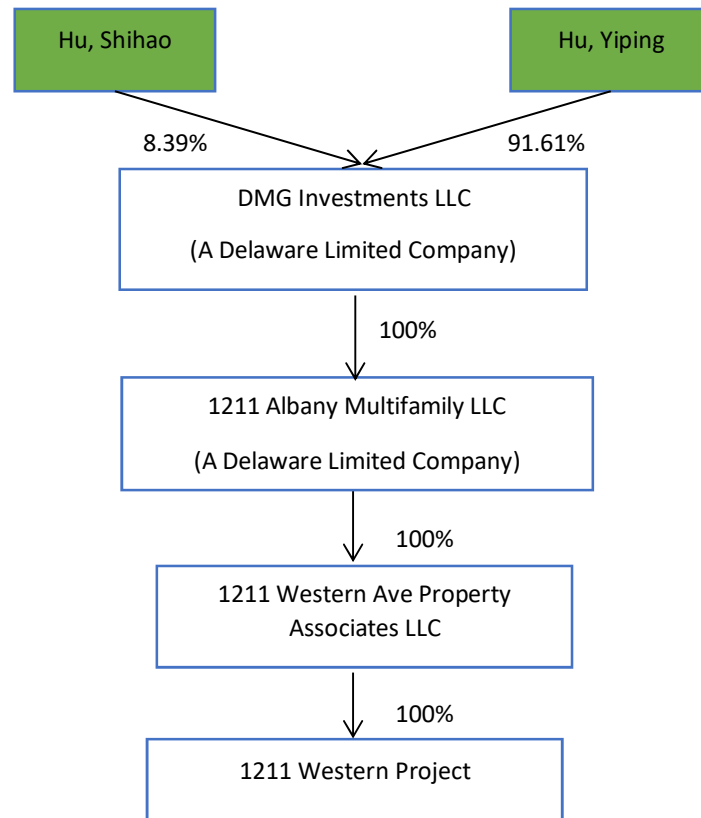 Hu, Shihao
Hu, Yiping
8.39%
91.61%
DMG Investments LLC
(A Delaware Limited Company)
100%
1211 Albany Multifamily LLC
(A Delaware Limited Company)
100%
1211 Western Ave Property
Associates LLC
100%
1211 Western Project